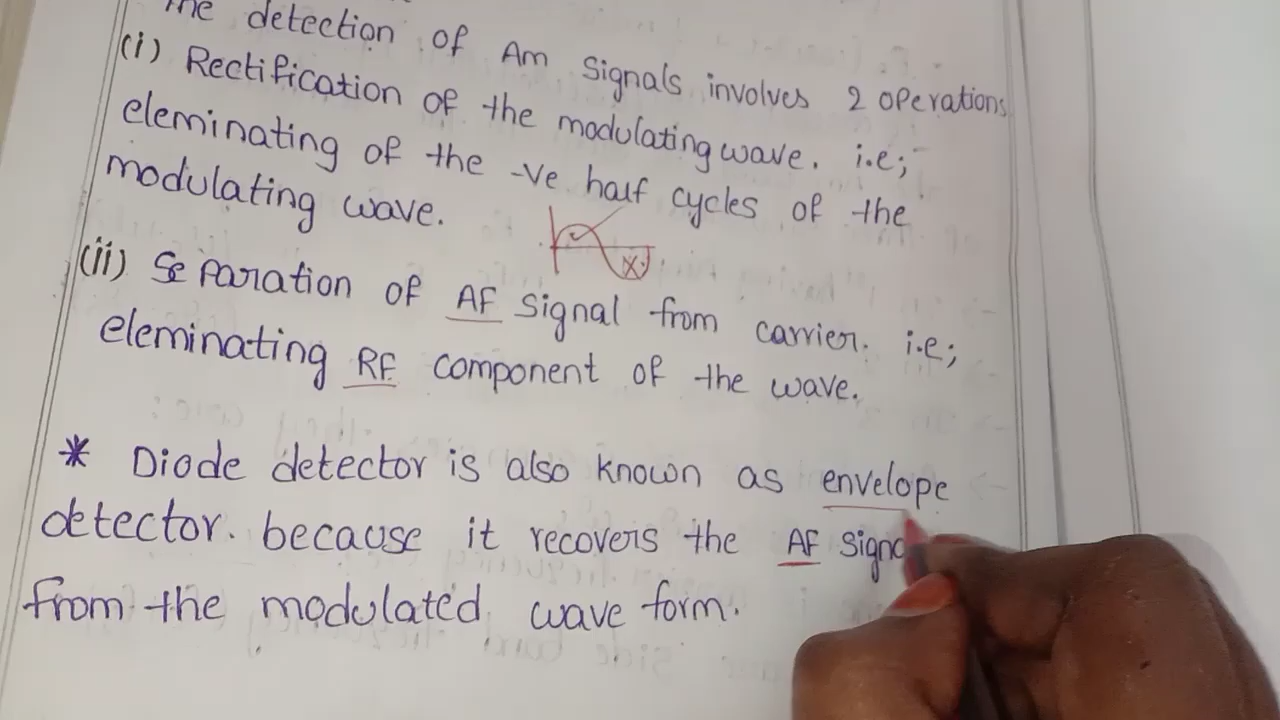 The detection of Am Signals involves 2 operations
(i) Rectification of the modulating wave. i.e;
eleminating of the -ve half cycles of the
modulating wave.
(ii) Separation of AF Signal from carrier. i.e;
eleminating RF component of the wave.
* Diode detector is also known as envelope
detector. because it recovers the AF
from the modulated wave form.